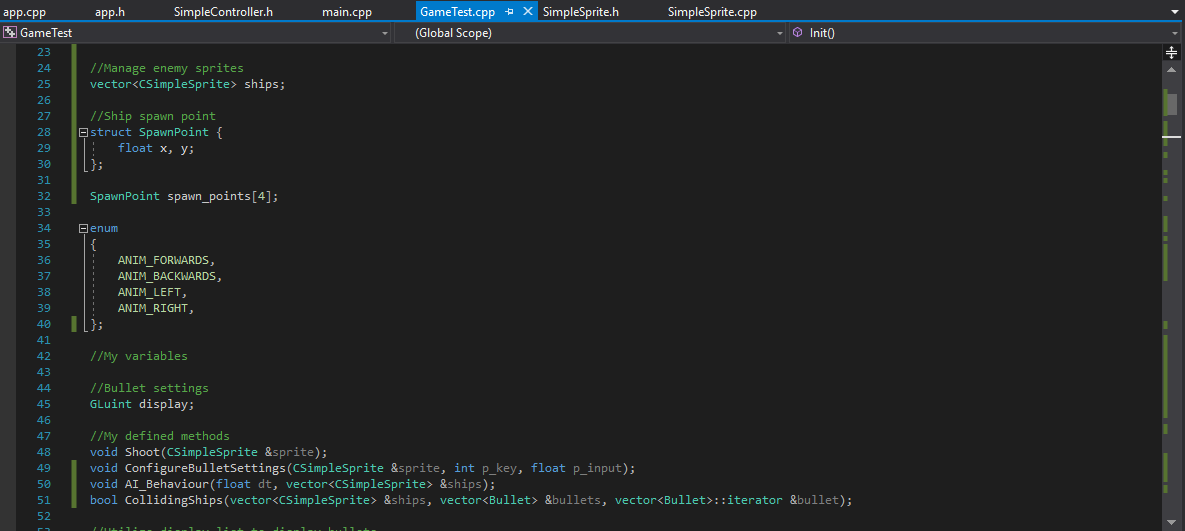 app.cpp app.h SimpleController.h main.cpp GameTest.cpp SimpleSprite.h SimpleSprite.cpp
GameTest (Global Scope) Init()
23
24 //Manage enemy sprites
25 vector<CSimpleSprite> ships;
26
27 //Ship spawn point
28 struct SpawnPoint {
29 float x, y;
30 };
31
32 SpawnPoint spawn_points[4];
33
34 enum
35 {
36 ANIM_FORWARDS,
37 ANIM_BACKWARDS,
38 ANIM_LEFT,
39 ANIM_RIGHT,
40 };
41
42 //My variables
43
44 //Bullet settings
45 GLuint display;
46
47 //My defined methods
48 void Shoot(CSimpleSprite &sprite);
49 void ConfigureBulletSettings(CSimpleSprite &sprite, int p_key, float p_input);
50 void AI_Behaviour(float dt, vector<CSimpleSprite> &ships);
51 bool CollidingShips(vector<CSimpleSprite> &ships, vector<Bullet> &bullets, vector<Bullet>::iterator &bullet);
52